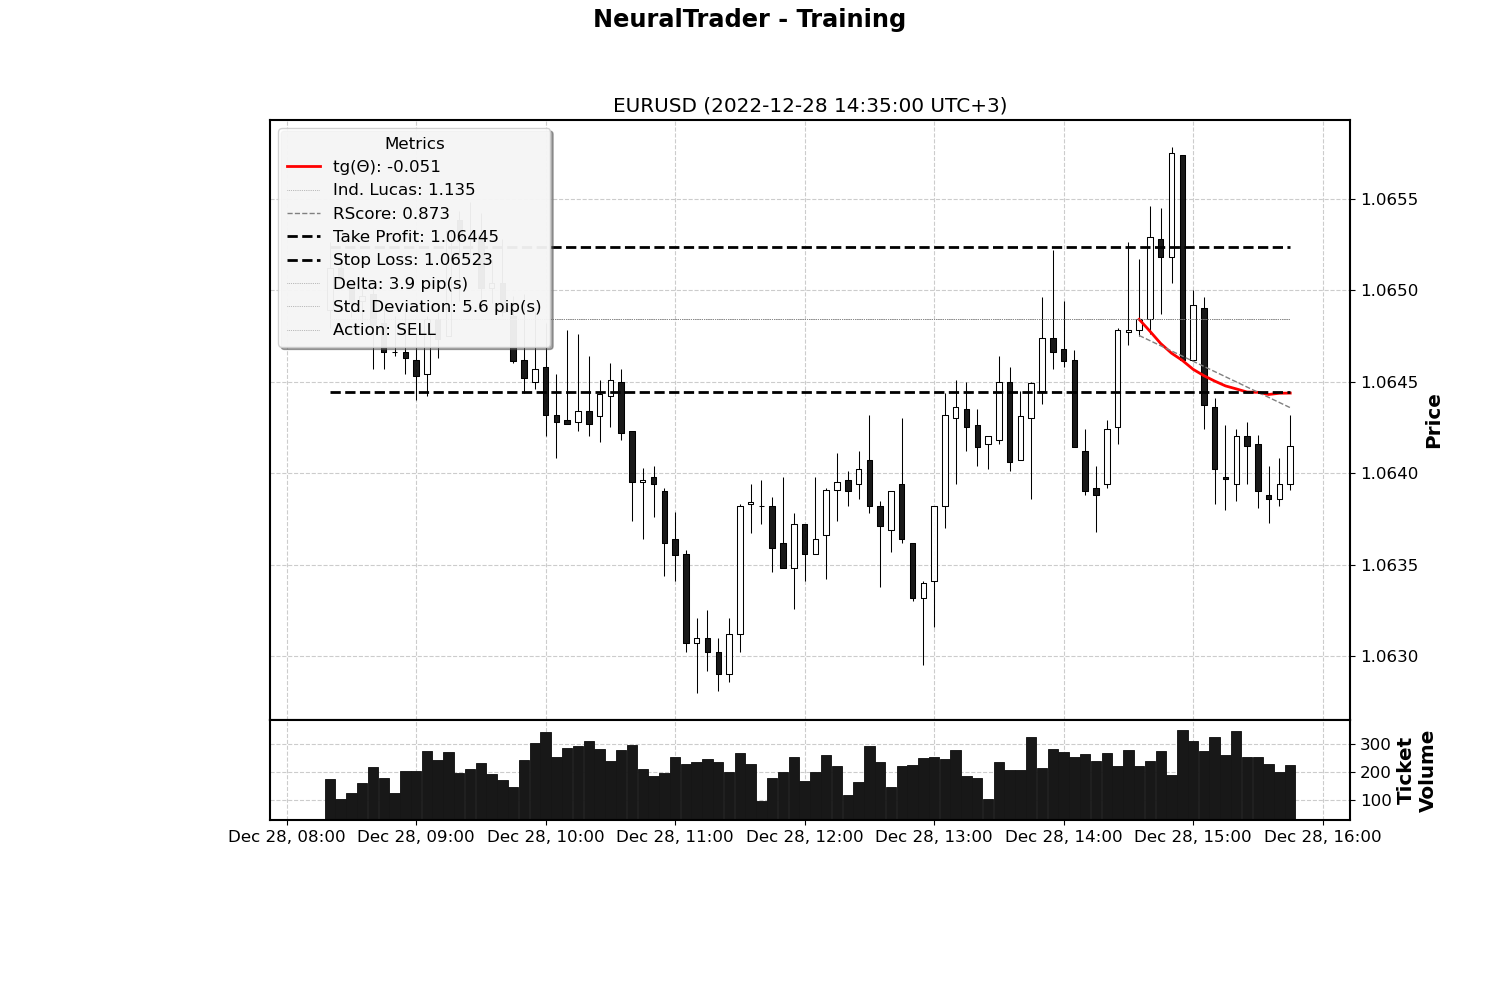 NeuralTrader - Training
EURUSD (2022-12-28 14:35:00 UTC+3)
Metrics
tg(Θ): -0.051
Ind. Lucas: 1.135
RScore: 0.873
Take Profit: 1.06445
Stop Loss: 1.06523
Delta: 3.9 pip(s)
Std. Deviation: 5.6 pip(s)
Action: SELL
1.0655
1.0650
1.0645
1.0640
1.0635
1.0630
Price
300
200
100
Ticket
Volume
Dec 28, 08:00 Dec 28, 09:00 Dec 28, 10:00 Dec 28, 11:00 Dec 28, 12:00 Dec 28, 13:00 Dec 28, 14:00 Dec 28, 15:00 Dec 28, 16:00